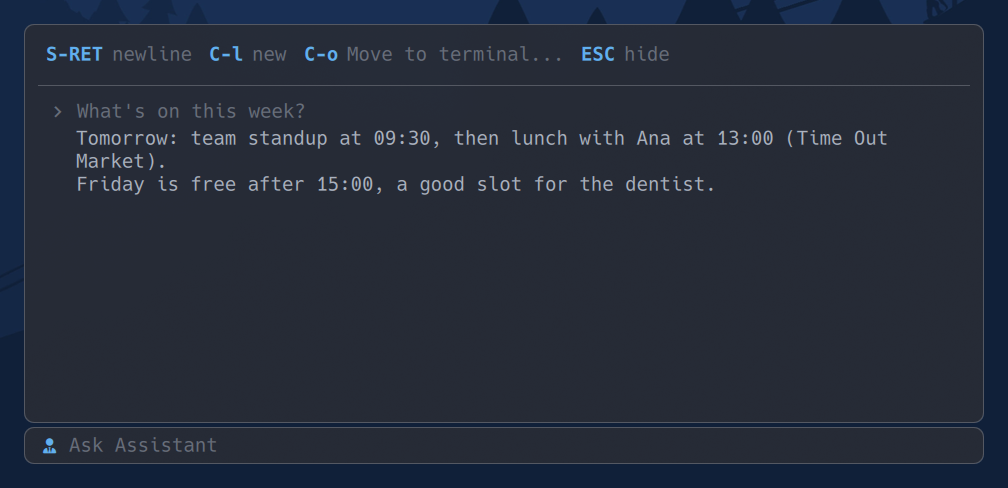 S-RET newline C-l new C-o Move to terminal... ESC hide
> What's on this week?
Tomorrow: team standup at 09:30, then lunch with Ana at 13:00 (Time Out
Market).
Friday is free after 15:00, a good slot for the dentist.
Ask Assistant